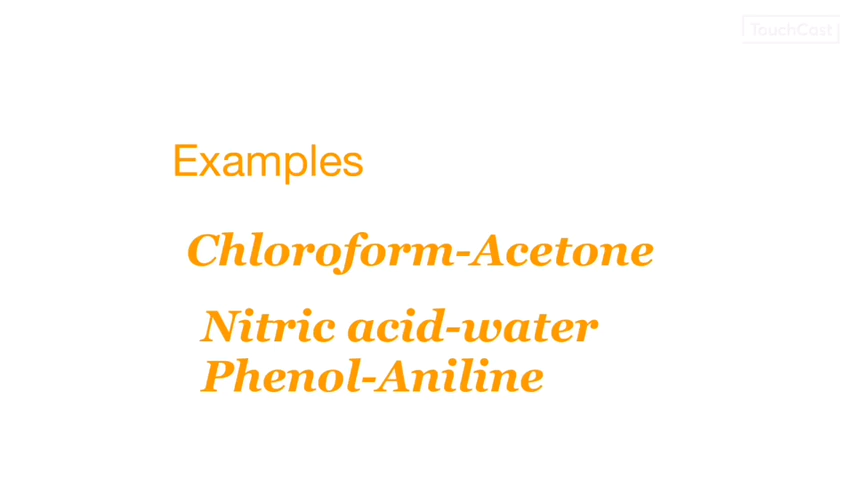 TouchCast
Examples
Chloroform-Acetone
Nitric acid-water
Phenol-Aniline